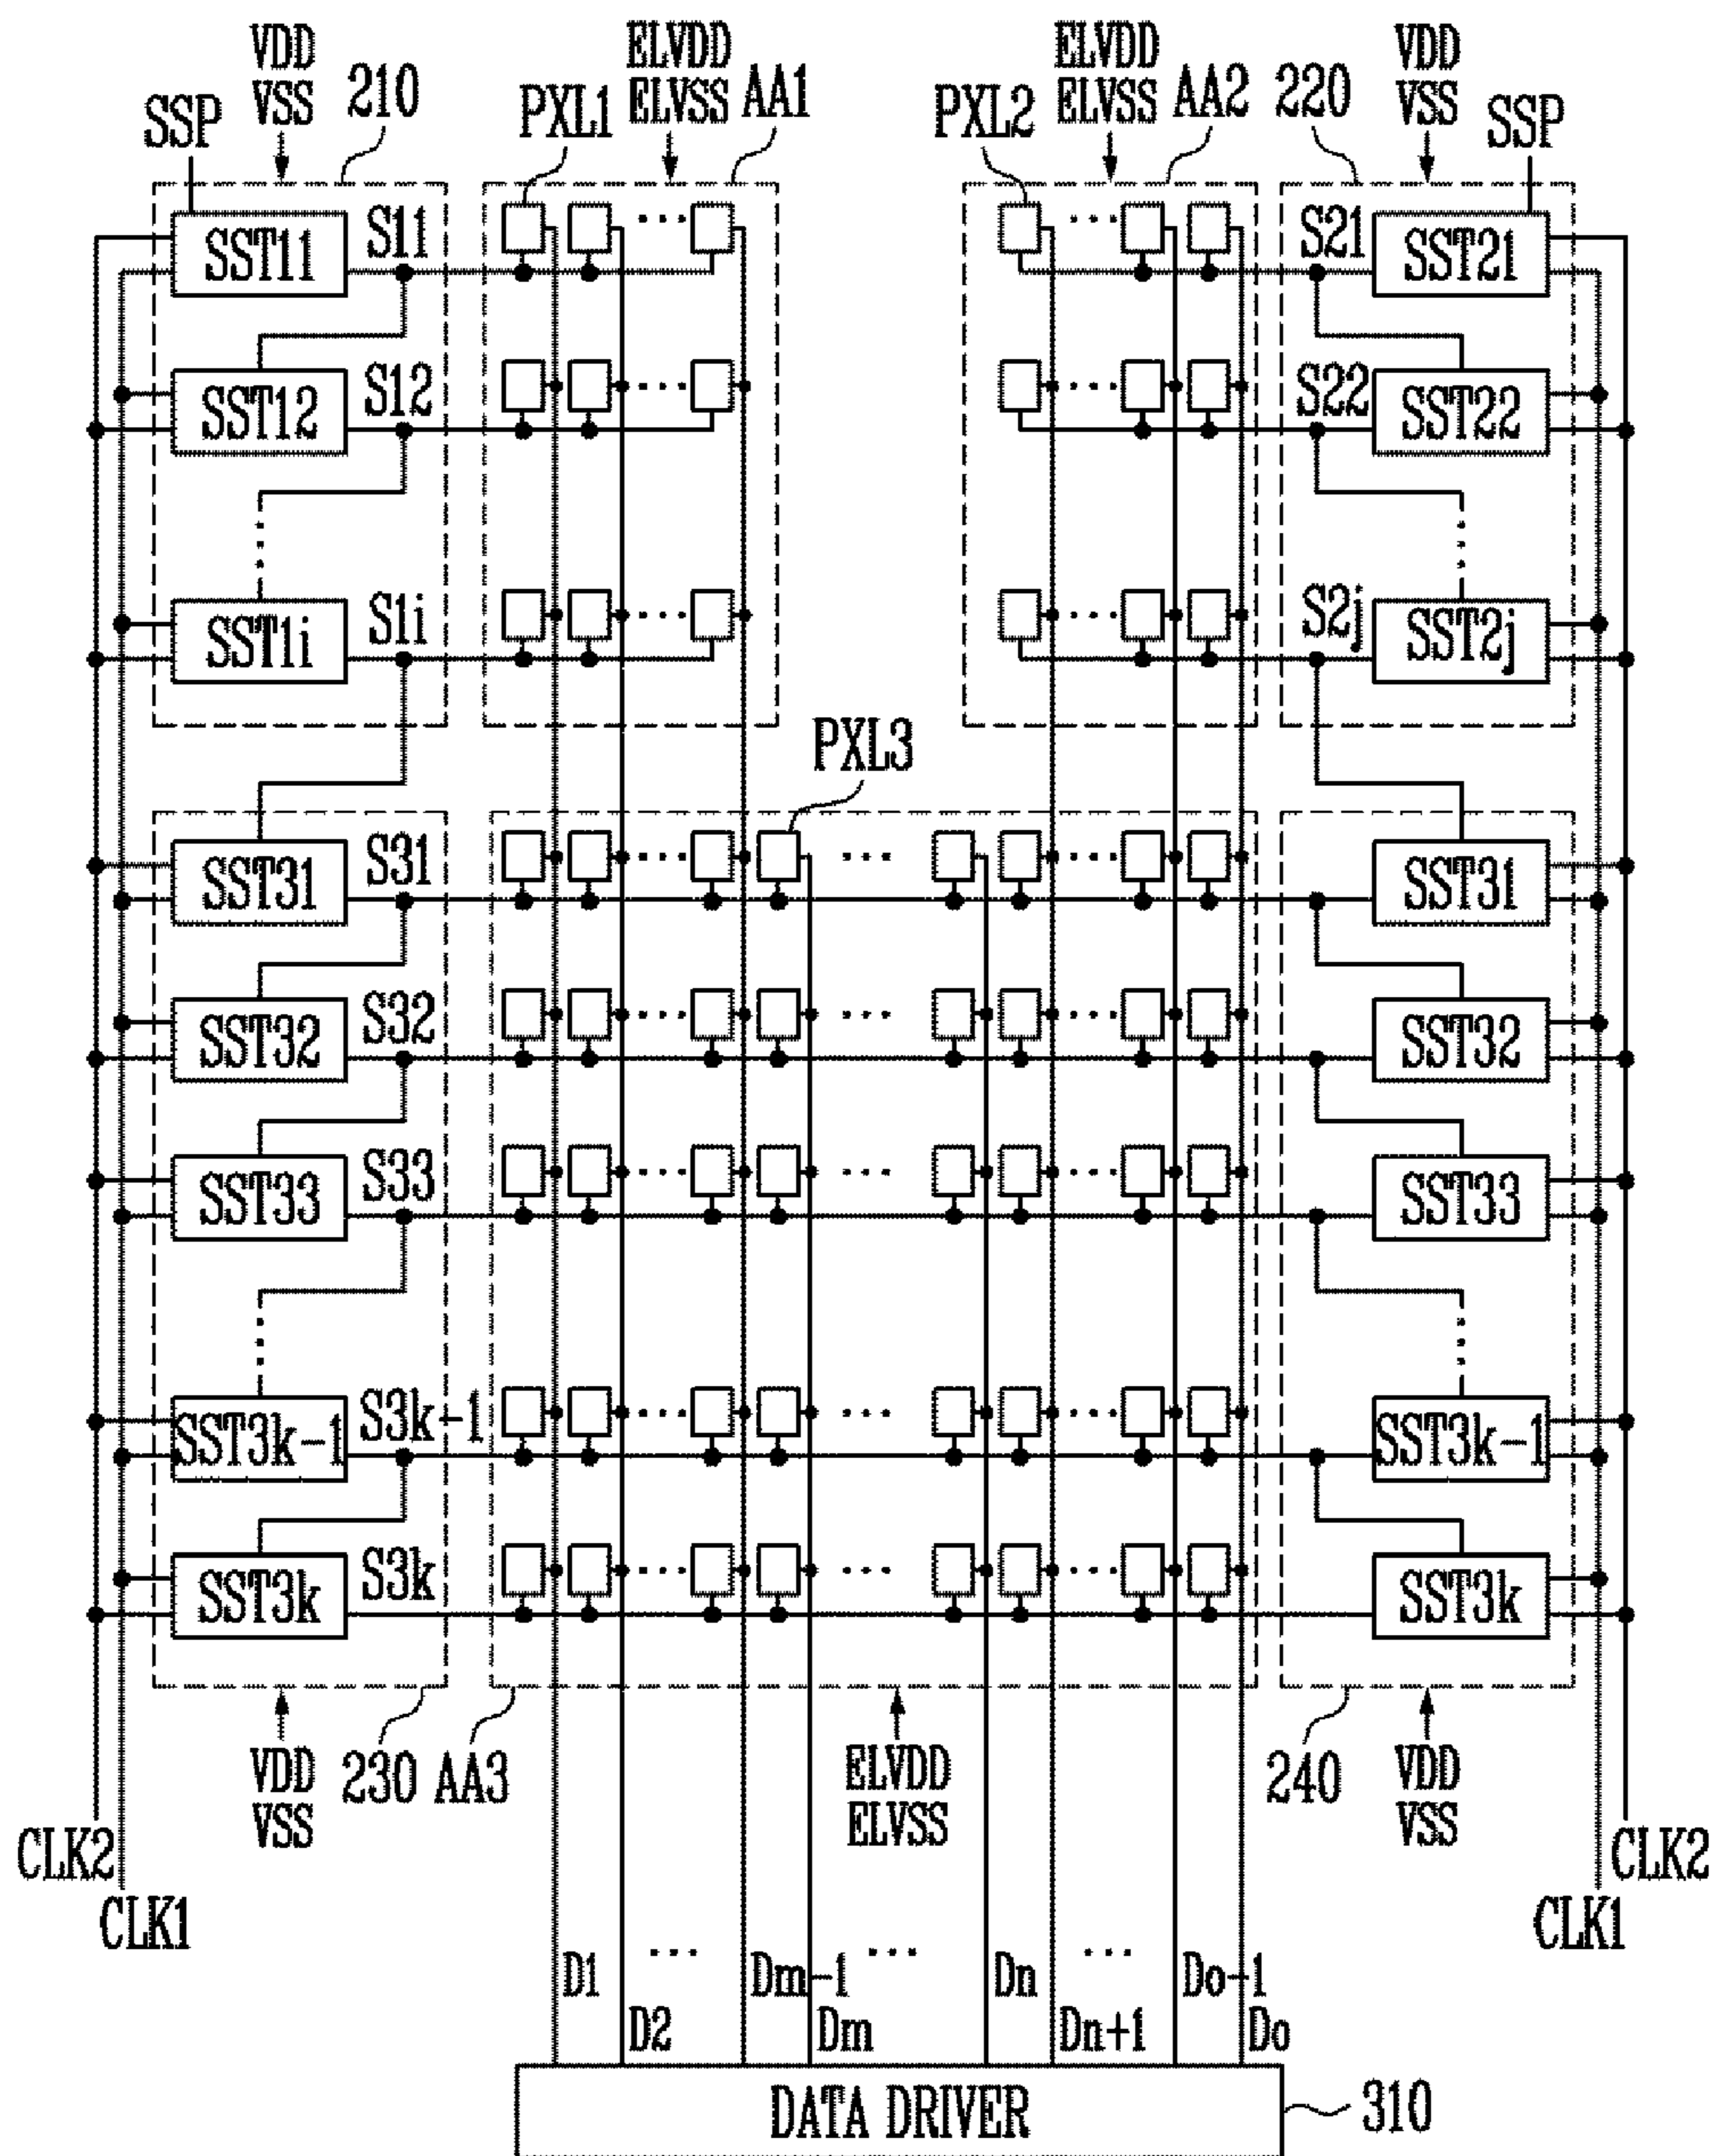 VDD
VSS
ELVDD
ELVSS
ELVDD
ELVSS
VDD
VSS
SSP
210
PXL1
AA1
PXL2
AA2
220
SSP
SST11
S11
S21
SST21
SST12
S12
S22
SST22
SST1i
S1i
S2j
SST2j
PXL3
SST31
S31
SST31
SST32
S32
SST32
SST33
S33
SST33
SST3k-1
S3k-1
SST3k-1
SST3k
S3k
SST3k
VDD
VSS
230
AA3
ELVDD
ELVSS
240
VDD
VSS
CLK2
CLK1
CLK2
CLK1
D1
D2
Dm-1
Dm
Dn
Dn+1
Do-1
Do
DATA DRIVER
310